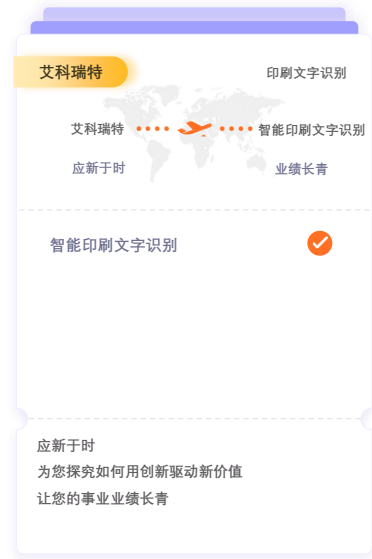 艾科瑞特
印刷文字识别
艾科瑞特
智能印刷文字识别
应新于时
业绩长青
智能印刷文字识别
应新于时
为您探究如何用创新驱动新价值
让您的事业业绩长青